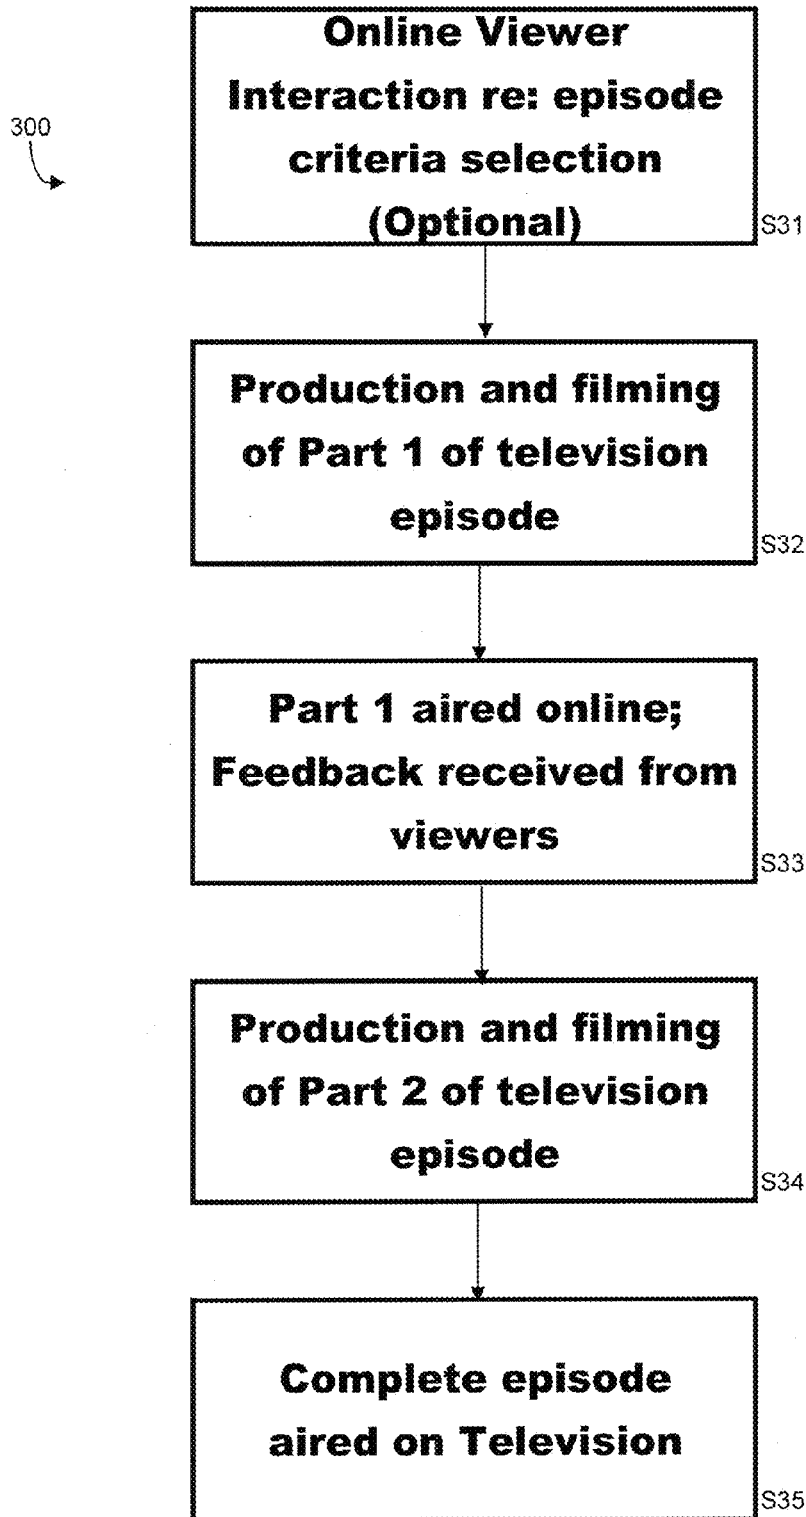 Online Viewer
Interaction re: episode
criteria selection
(Optional)
300
S31
Production and filming
of Part 1 of television
episode
S32
Part 1 aired online;
Feedback received from
viewers
S33
Production and filming
of Part 2 of television
episode
S34
Complete episode
aired on Television
S35